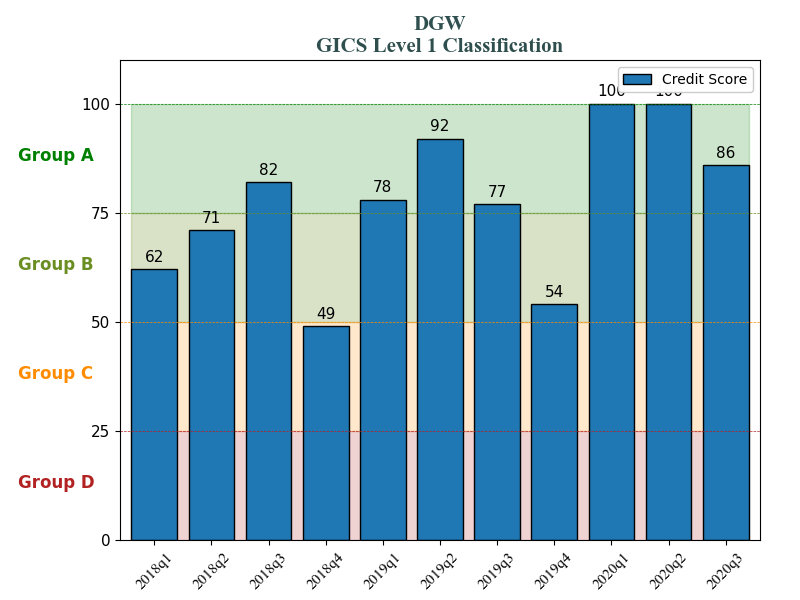 DGW
GICS Level 1 Classification
Credit Score
100
75
50
25
0
Group A
Group B
Group C
Group D
62
71
82
49
78
92
77
54
100
100
86
2018q1
2018q2
2018q3
2018q4
2019q1
2019q2
2019q3
2019q4
2020q1
2020q2
2020q3